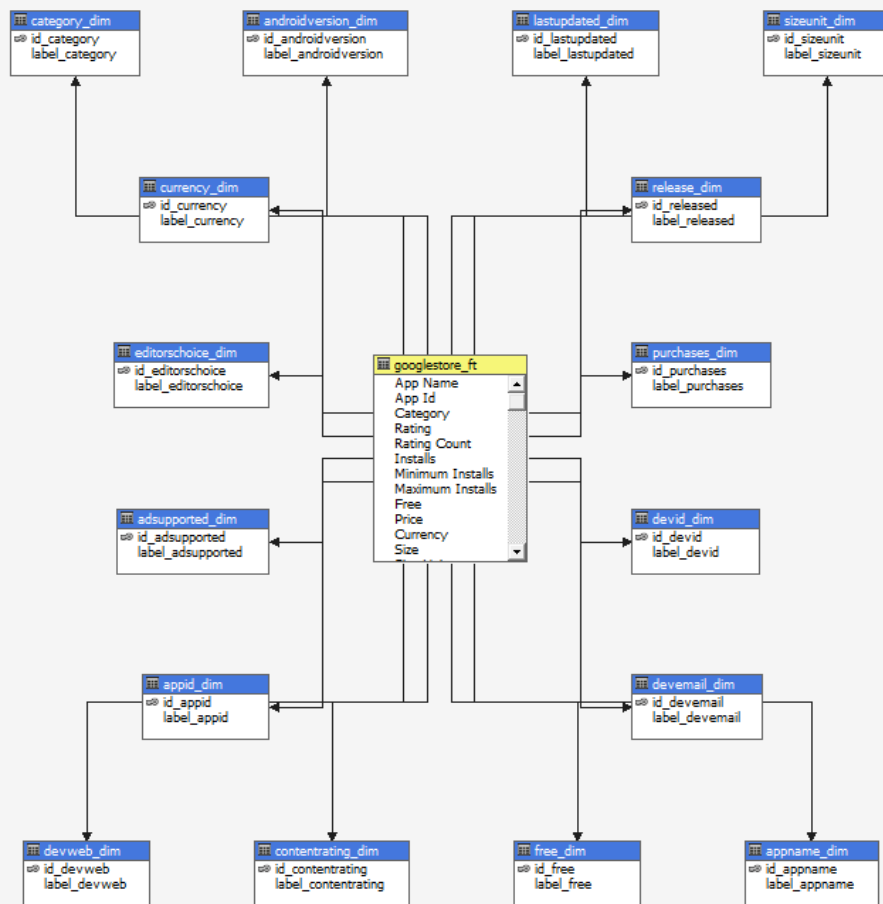 category_dim
id_category
label_category
androidversion_dim
id_androidversion
label_androidversion
lastupdated_dim
id_lastupdated
label_lastupdated
sizeunit_dim
id_sizeunit
label_sizeunit
currency_dim
id_currency
label_currency
release_dim
id_released
label_released
editorschoice_dim
id_editorschoice
label_editorschoice
googlestore_ft
App Name
App Id
Category
Rating
Rating Count
Installs
Minimum Installs
Maximum Installs
Free
Price
Currency
Size
purchases_dim
id_purchases
label_purchases
adsupported_dim
id_adsupported
label_adsupported
devid_dim
id_devid
label_devid
appid_dim
id_appid
label_appid
devemail_dim
id_devemail
label_devemail
devweb_dim
id_devweb
label_devweb
contentrating_dim
id_contentrating
label_contentrating
free_dim
id_free
label_free
appname_dim
id_appname
label_appname